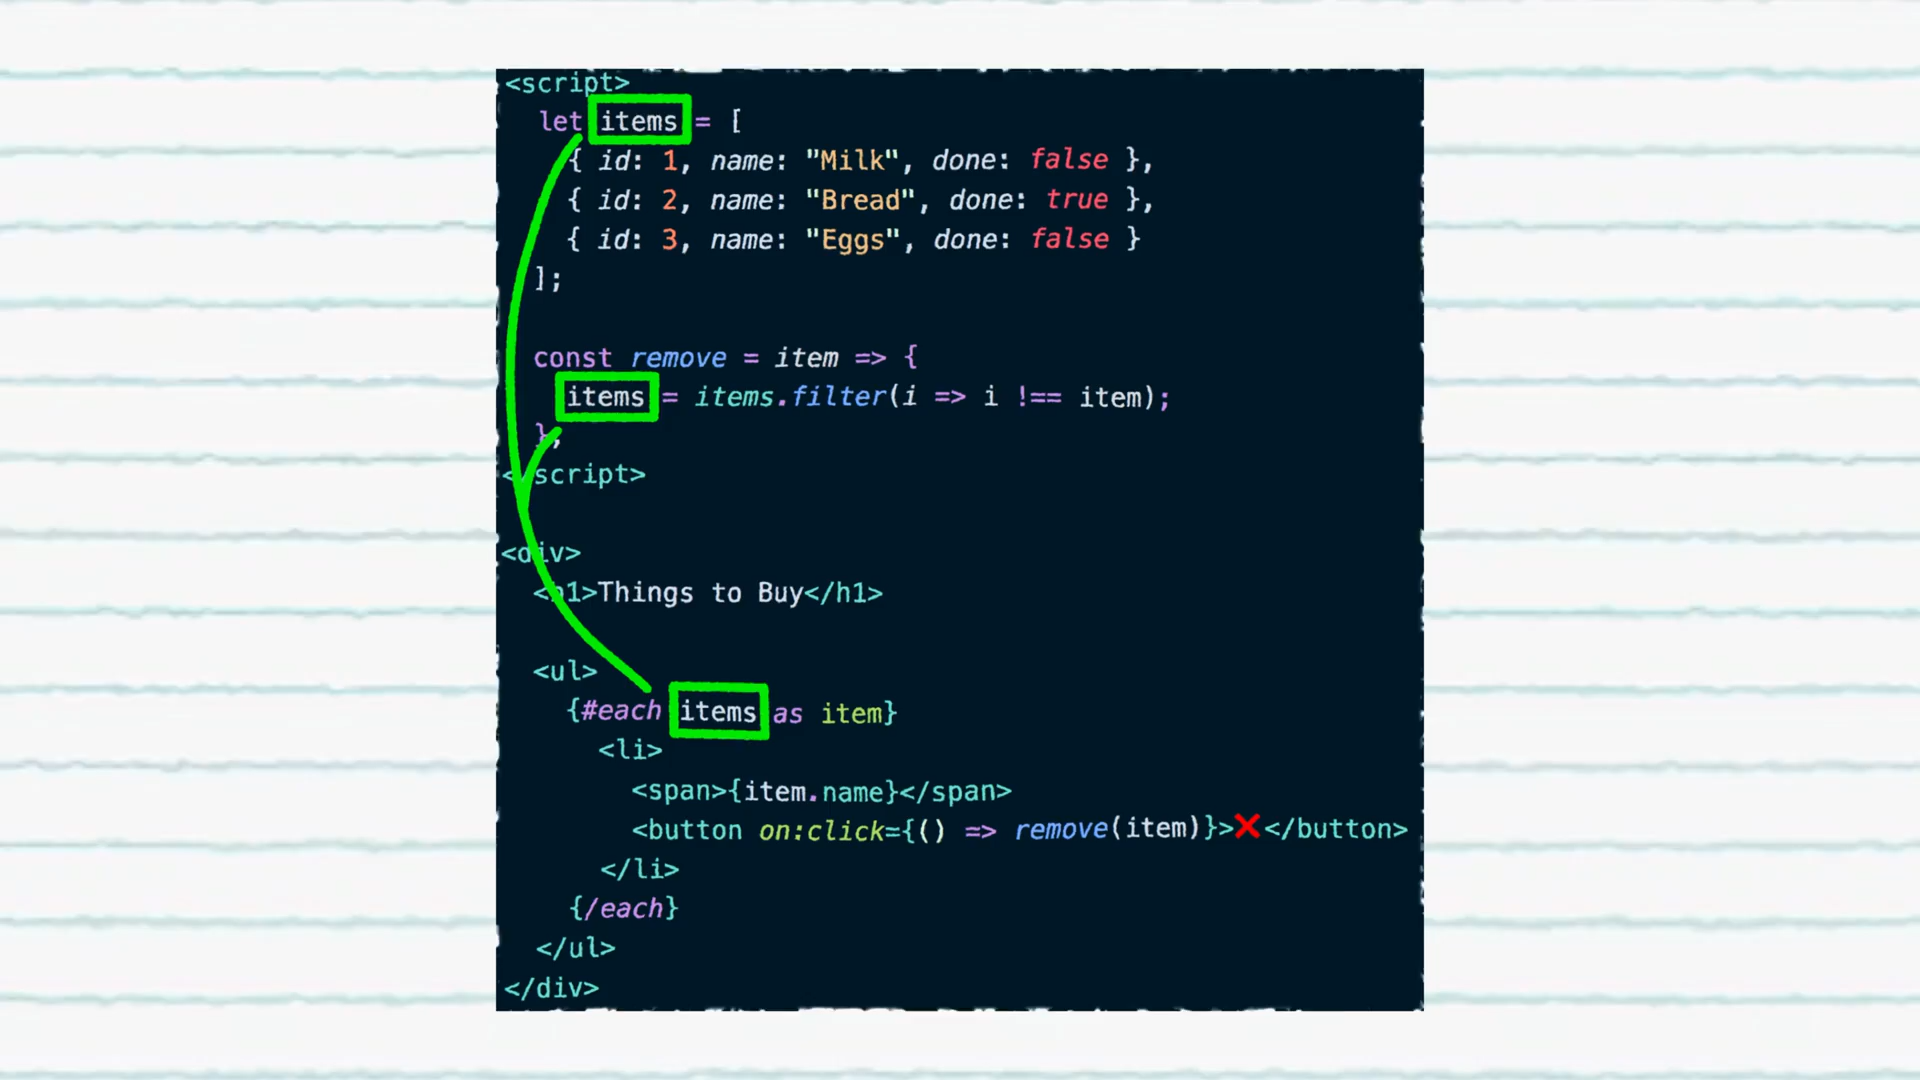 <script>
let items = [
{ id: 1, name: "Milk", done: false },
{ id: 2, name: "Bread", done: true },
{ id: 3, name: "Eggs", done: false }
];
const remove = item => {
items = items.filter(i => i !== item);
};
</script>
<div>
<h1>Things to Buy</h1>
<ul>
{#each items as item}
<li>
<span>{item.name}</span>
<button on:click={() => remove(item)}>❌</button>
</li>
{/each}
</ul>
</div>